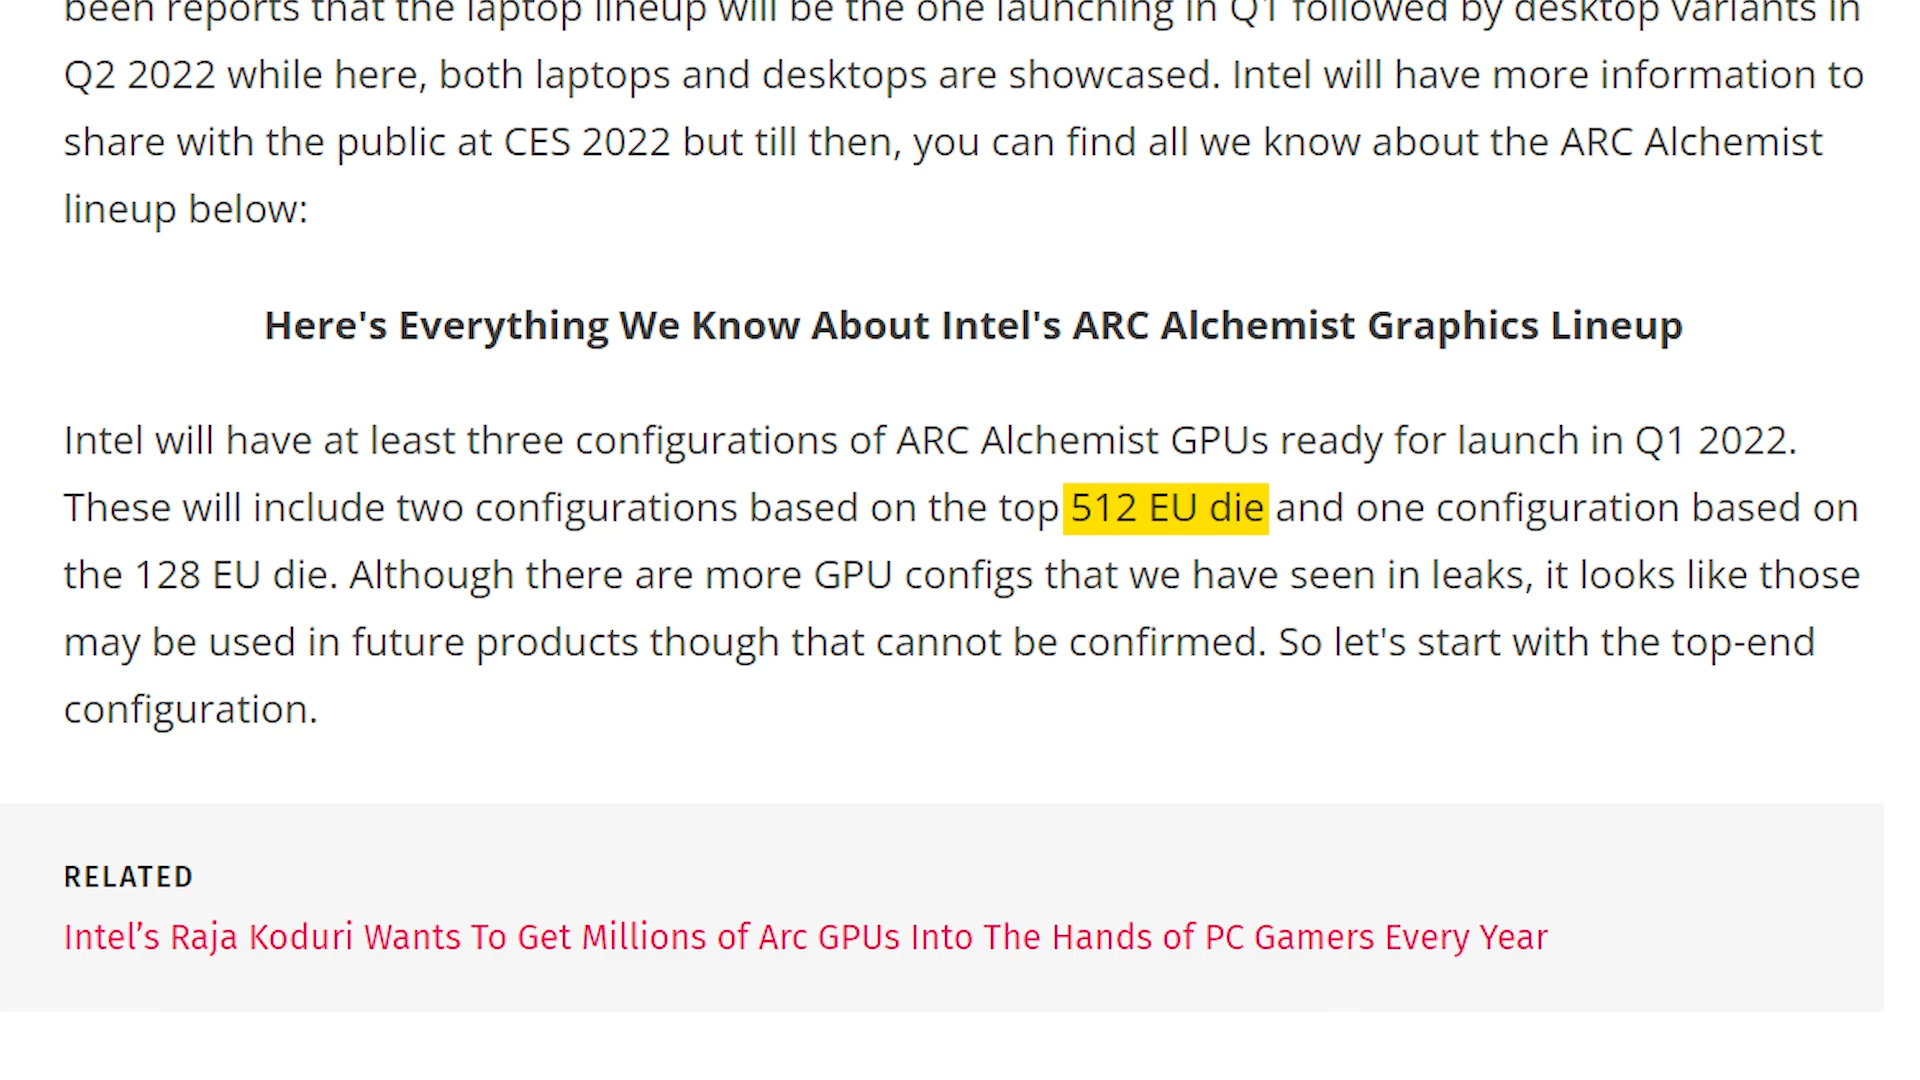 been reports that the laptop lineup will be the one launching in Q1 followed by desktop variants in
Q2 2022 while here, both laptops and desktops are showcased. Intel will have more information to
share with the public at CES 2022 but till then, you can find all we know about the ARC Alchemist
lineup below:
Here's Everything We Know About Intel's ARC Alchemist Graphics Lineup
Intel will have at least three configurations of ARC Alchemist GPUs ready for launch in Q1 2022.
These will include two configurations based on the top 512 EU die and one configuration based on
the 128 EU die. Although there are more GPU configs that we have seen in leaks, it looks like those
may be used in future products though that cannot be confirmed. So let's start with the top-end
configuration.
RELATED
Intel’s Raja Koduri Wants To Get Millions of Arc GPUs Into The Hands of PC Gamers Every Year